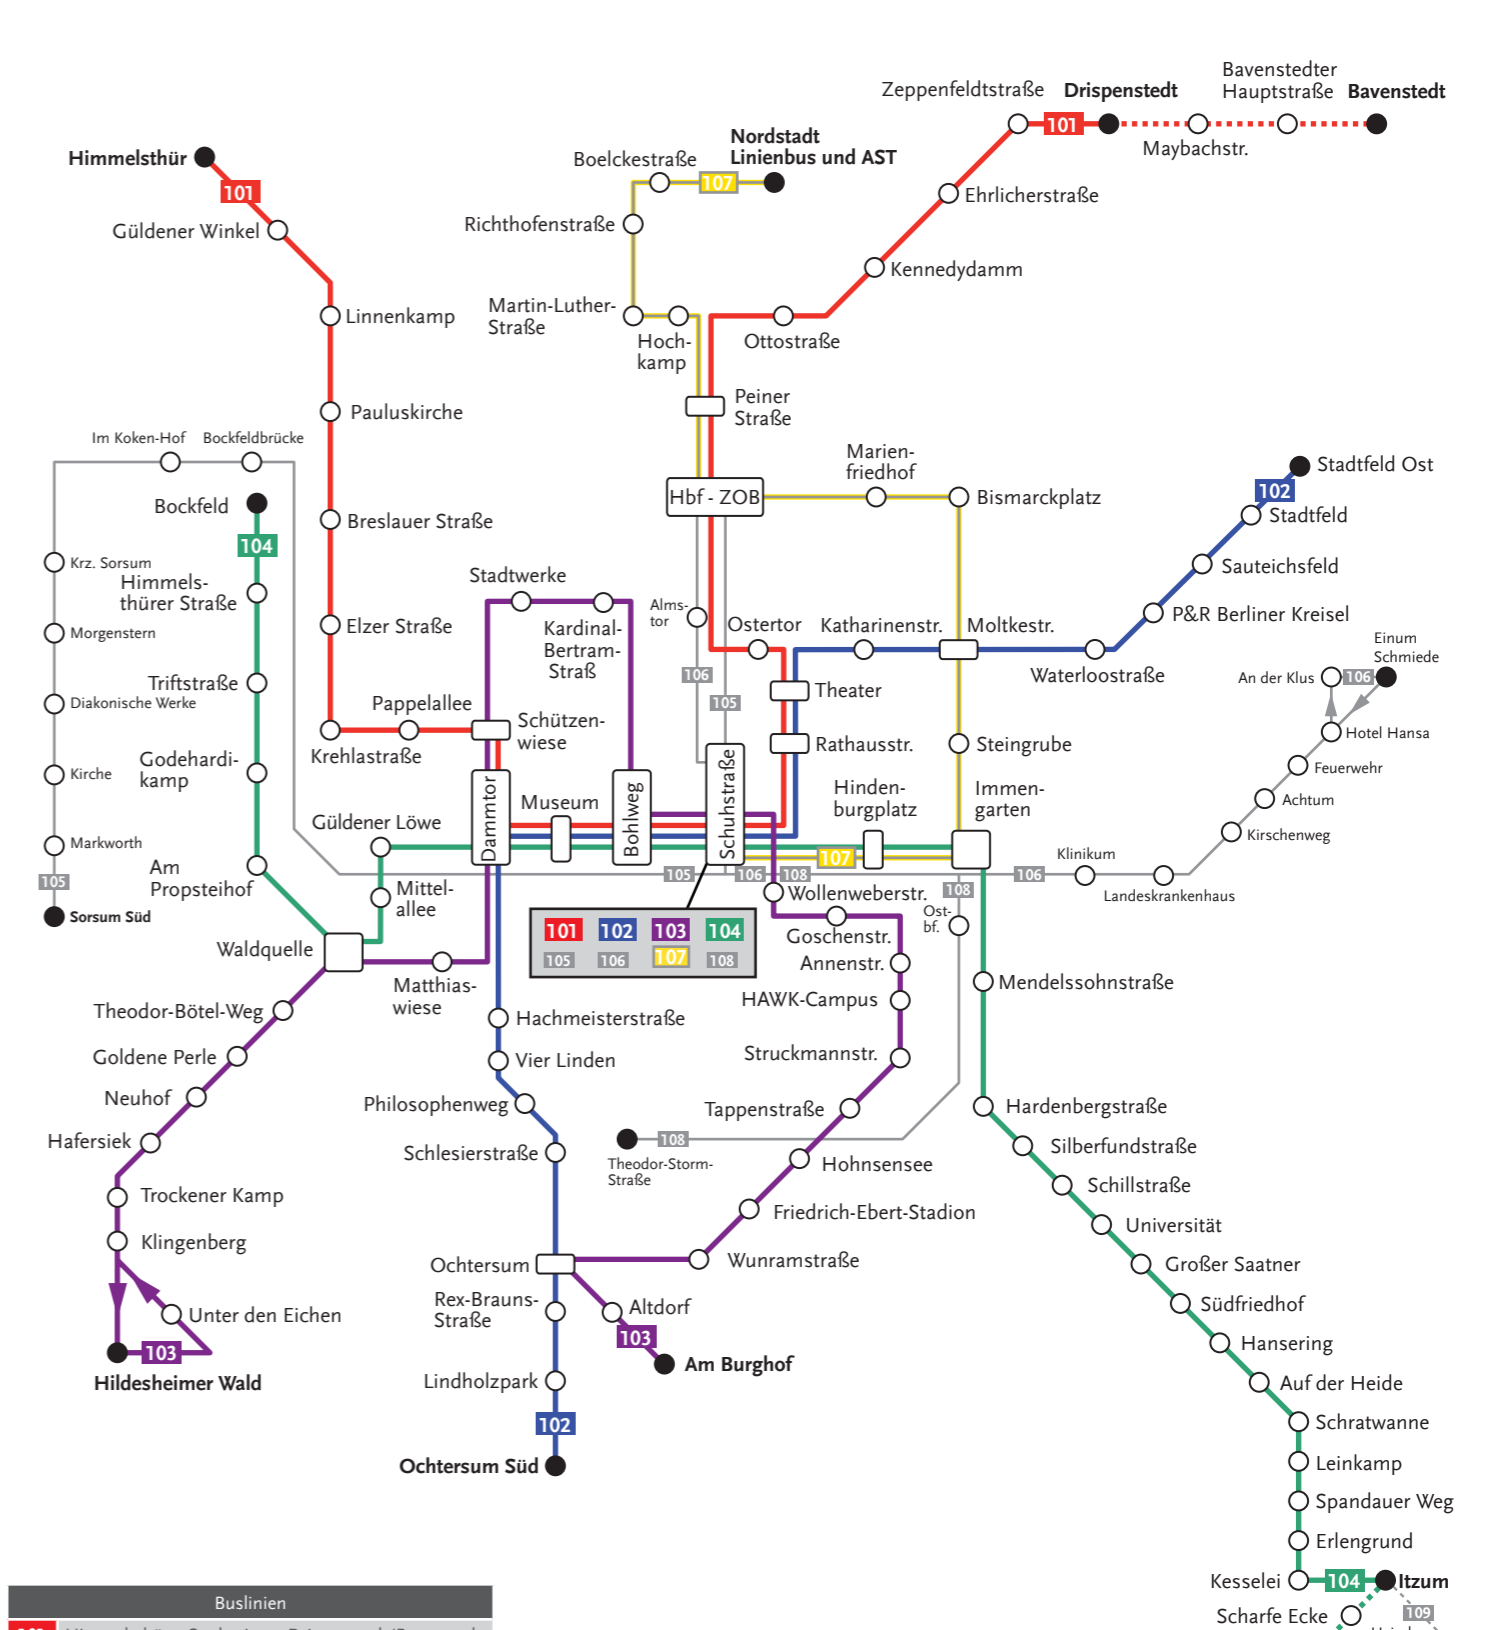 Zeppenfeldtstraße
Drispenstedt
Bavenstedter
Hauptstraße
Bavenstedt
101
Maybachstr.
Nordstadt
Linienbus und AST
Boelckestraße
107
Himmelsthür
101
Ehrlicherstraße
Güldener Winkel
Richthofenstraße
Kennedydamm
Linnenkamp
Martin-Luther-
Straße
Hoch-
kamp
Ottostraße
Pauluskirche
Peiner
Straße
Im Koken-Hof
Bockfeldbrücke
Marien-
friedhof
Stadtfeld Ost
102
Bockfeld
Hbf - ZOB
Bismarckplatz
Stadtfeld
Breslauer Straße
104
Krz. Sorsum
Sauteichsfeld
Himmels-
thürer Straße
Stadtwerke
Alms-
tor
P&R Berliner Kreisel
Morgenstern
Elzer Straße
Kardinal-
Bertram-
Straß
Ostertor
Katharinenstr.
Moltkestr.
Einum
Schmiede
Waterloostraße
An der Klus
106
106
Triftstraße
Theater
Diakonische Werke
Pappelallee
105
Schützen-
wiese
Hotel Hansa
Krehlastraße
Rathausstr.
Steingrube
Godehardi-
kamp
Kirche
Feuerwehr
Dammtor
Museum
Bohlweg
Schuhstraße
Hinden-
burgplatz
Immen-
garten
Achtum
Güldener Löwe
Kirschenweg
Markworth
107
Klinikum
Am
Propsteihof
105
105
106
108
106
Mittel-
allee
Wollenweberstr.
108
Landeskrankenhaus
Sorsum Süd
Ost-
bf.
101
102
103
104
105
106
107
108
Goschenstr.
Waldquelle
Annenstr.
Matthias-
wiese
Mendelssohnstraße
HAWK-Campus
Theodor-Bötel-Weg
Hachmeisterstraße
Goldene Perle
Vier Linden
Struckmannstr.
Neuhof
Philosophenweg
Tappenstraße
Hardenbergstraße
Hafersiek
Schlesierstraße
108
Theodor-Storm-
Straße
Hohnsensee
Silberfundstraße
Trockener Kamp
Schillstraße
Friedrich-Ebert-Stadion
Universität
Klingenberg
Ochtersum
Wunramstraße
Großer Saatner
Unter den Eichen
Rex-Brauns-
Straße
Altdorf
Südfriedhof
103
103
Hansering
Hildesheimer Wald
Am Burghof
Lindholzpark
Auf der Heide
102
Schratwanne
Ochtersum Süd
Leinkamp
Spandauer Weg
Erlengrund
Kesselei
104
Itzum
Buslinien
Scharfe Ecke
109